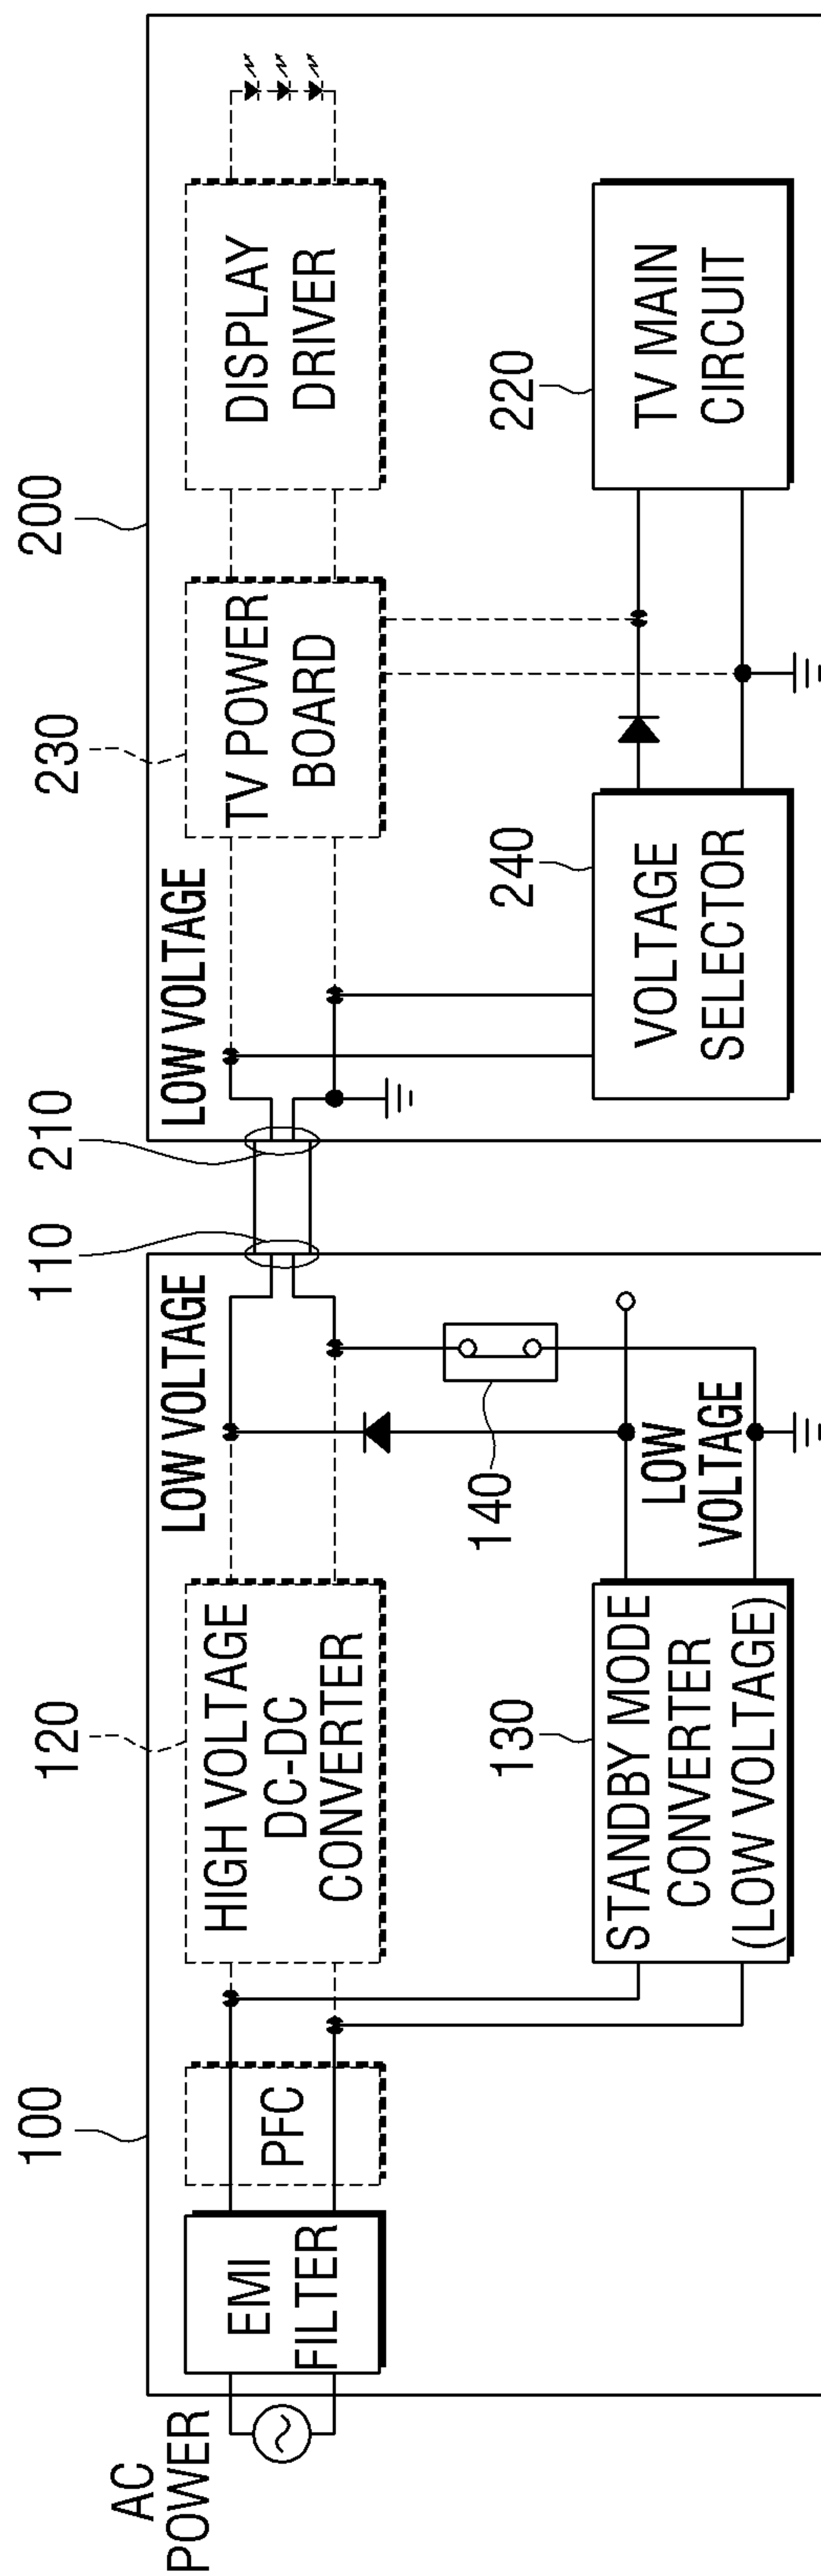 AC
POWER
100
EMI
FILTER
PFC
120
HIGH VOLTAGE
DC-DC
CONVERTER
130
STANDBY MODE
CONVERTER
(LOW VOLTAGE)
LOW VOLTAGE
140
LOW
VOLTAGE
110
210
200
LOW VOLTAGE
230
TV POWER
BOARD
DISPLAY
DRIVER
240
VOLTAGE
SELECTOR
220
TV MAIN
CIRCUIT